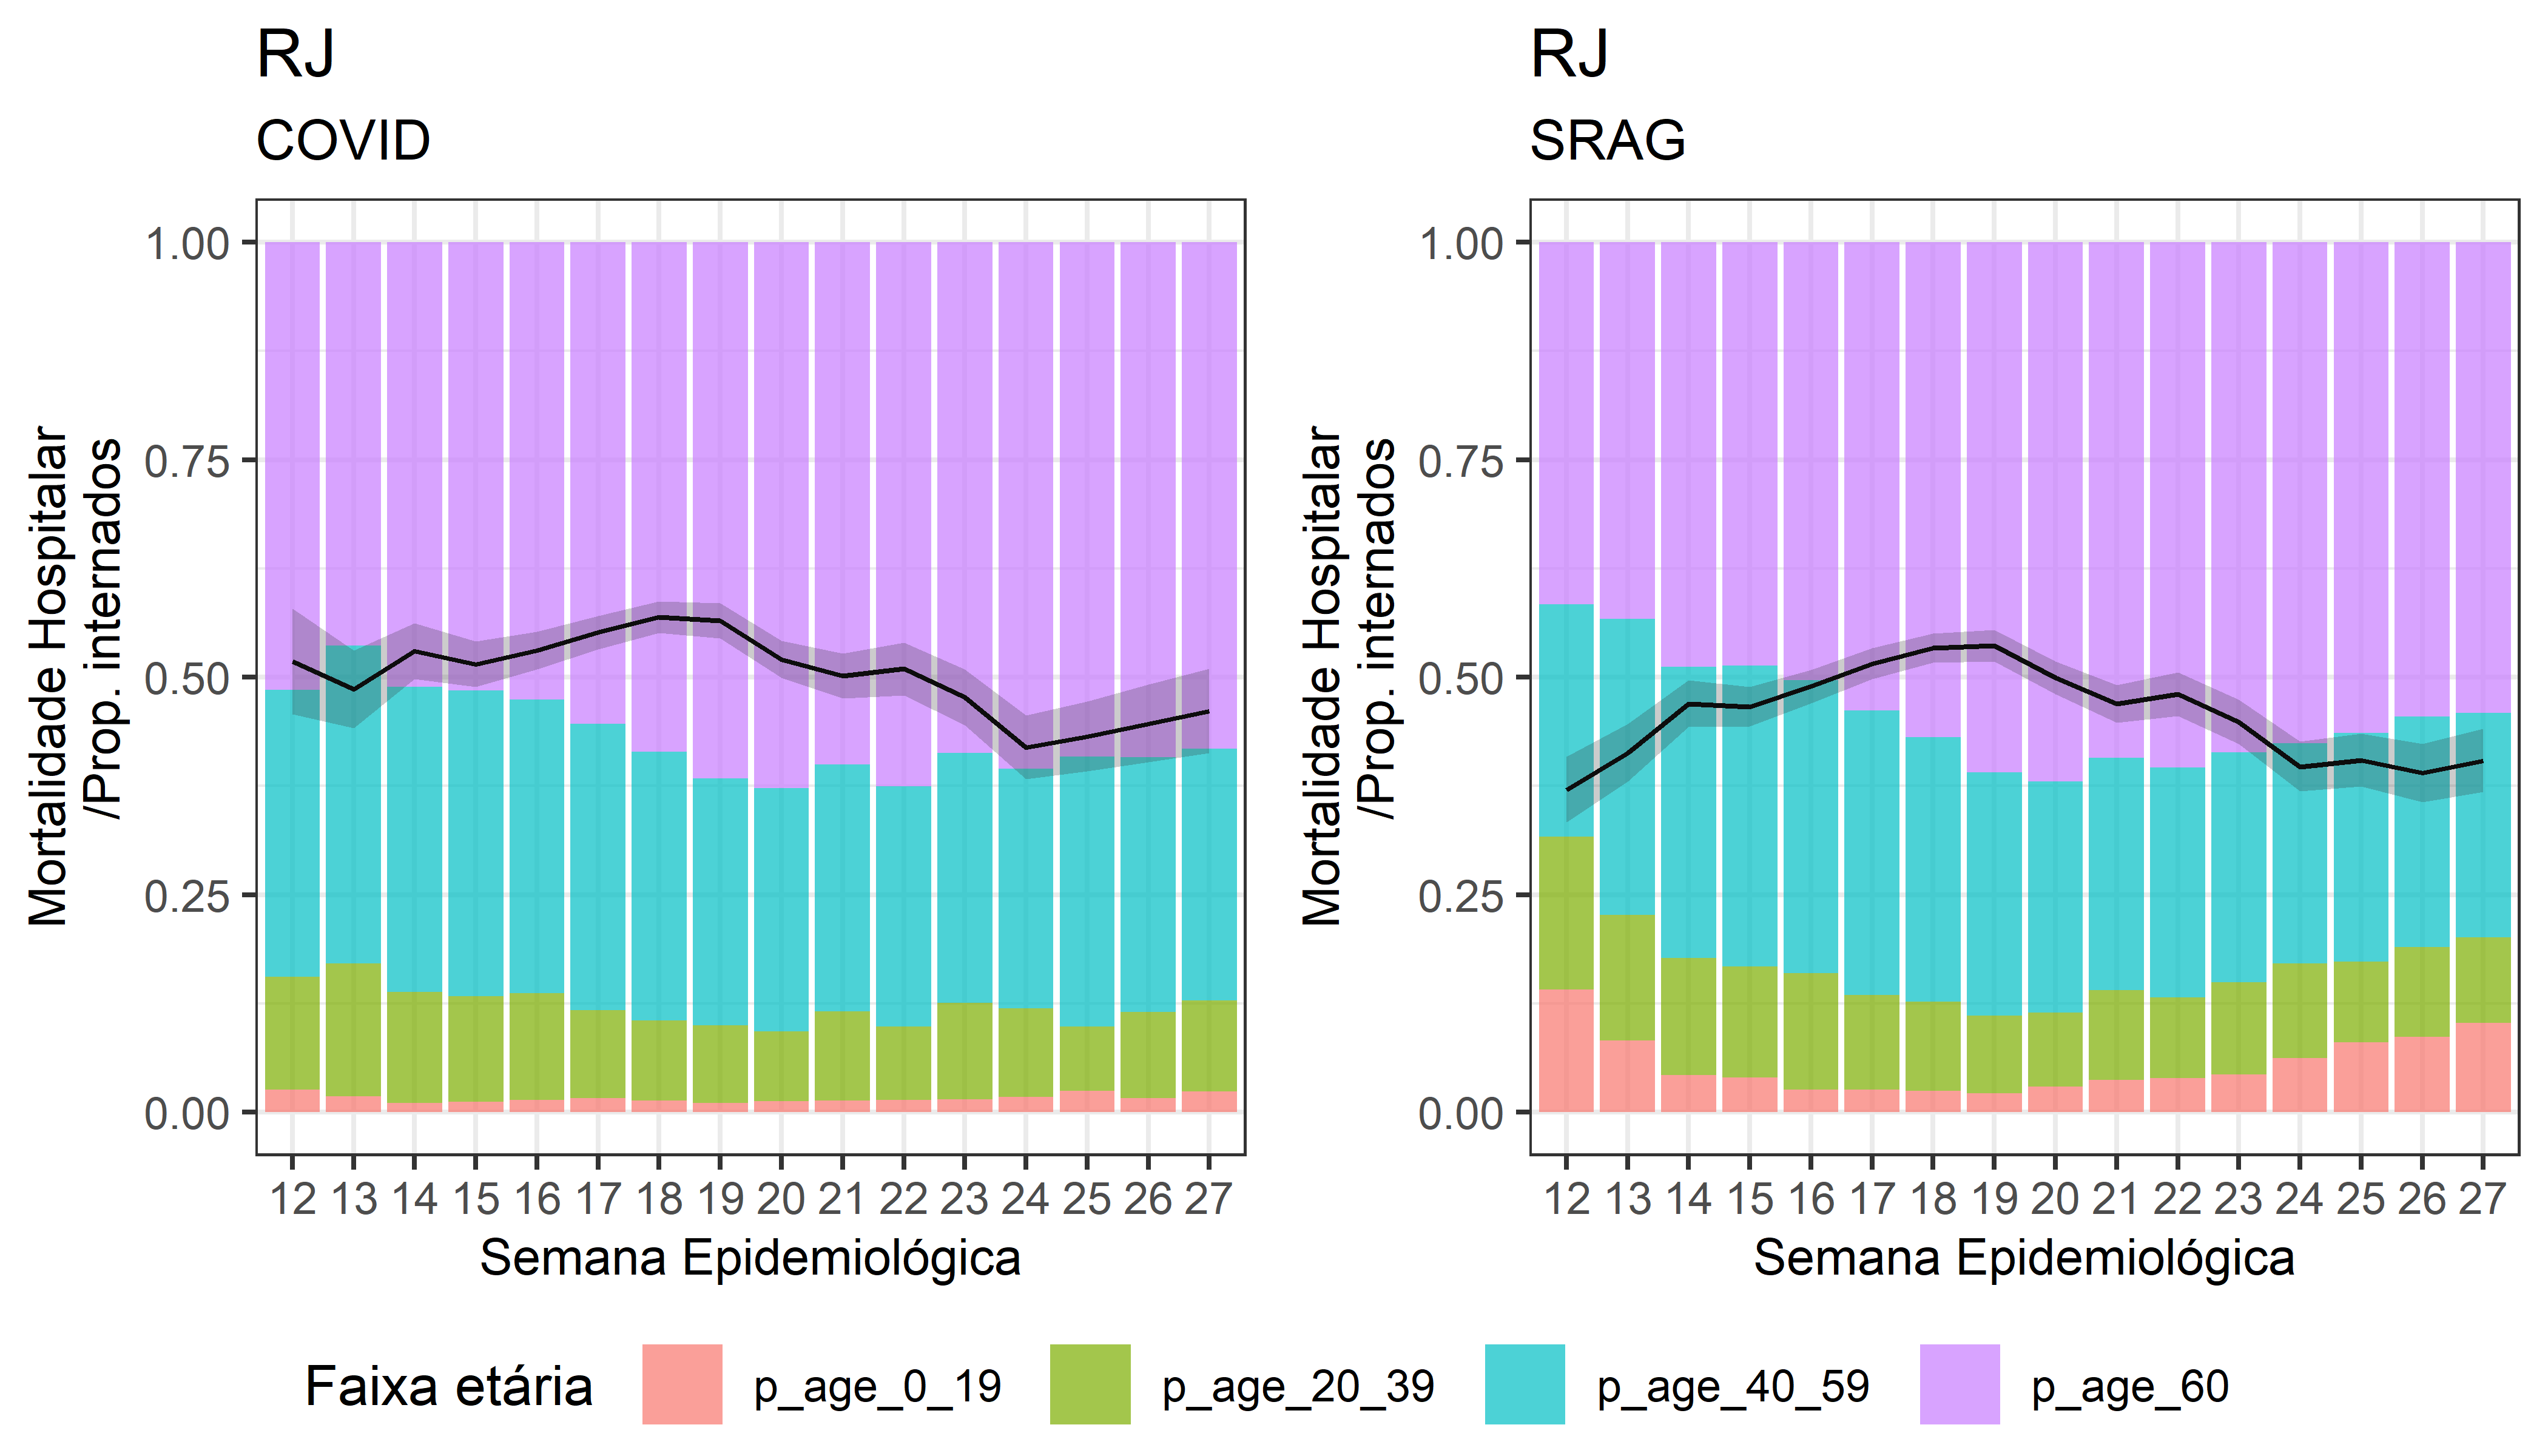 RJ
COVID
Mortalidade Hospitalar
/Prop. internados
1.00
0.75
0.50
0.25
0.00
12 13 14 15 16 17 18 19 20 21 22 23 24 25 26 27
Semana Epidemiológica
RJ
SRAG
Mortalidade Hospitalar
/Prop. internados
1.00
0.75
0.50
0.25
0.00
12 13 14 15 16 17 18 19 20 21 22 23 24 25 26 27
Semana Epidemiológica
Faixa etária p_age_0_19 p_age_20_39 p_age_40_59 p_age_60